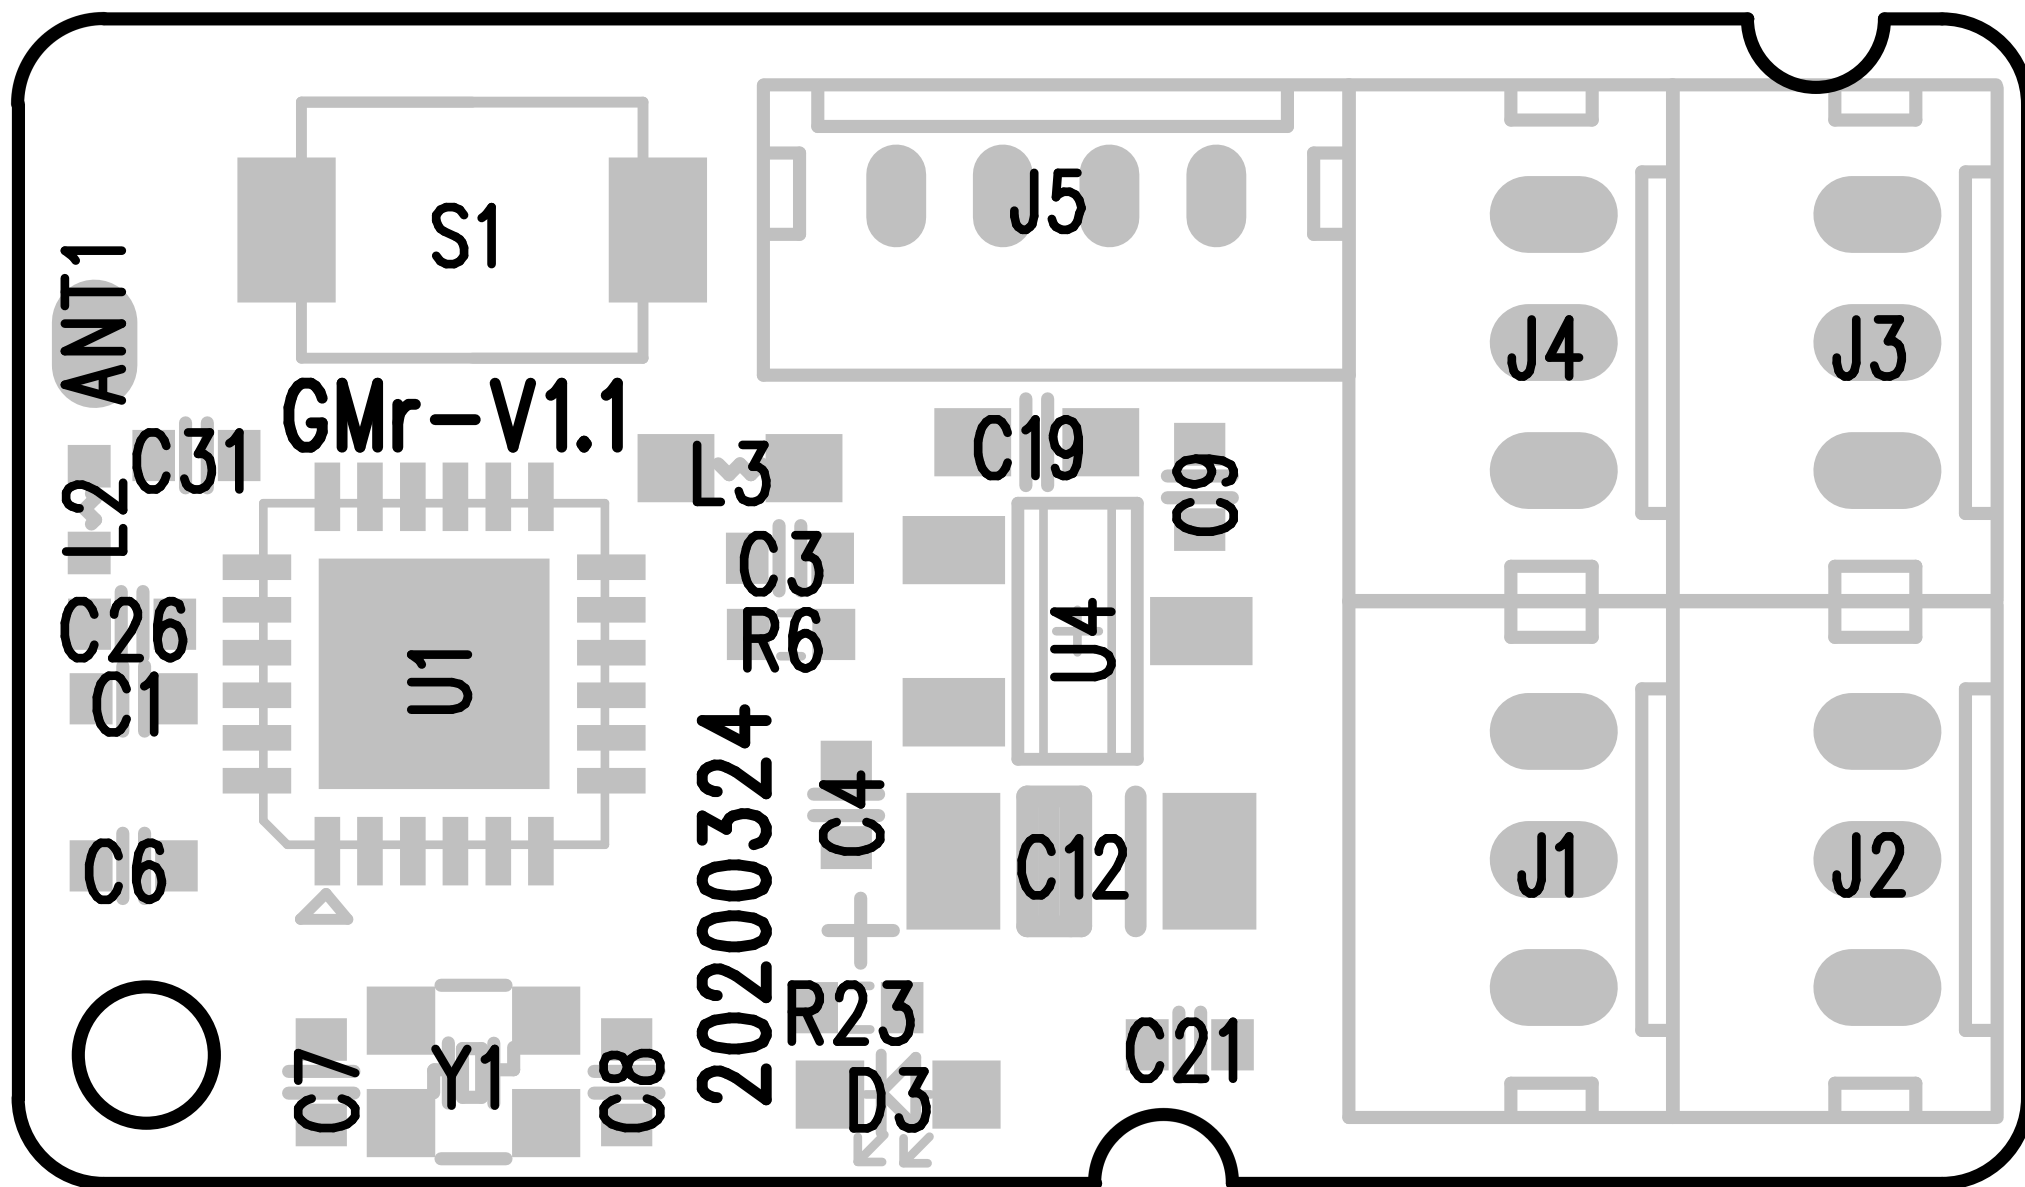 J5
S1
ANT1
J4
J3
GMr-V1.1
C31
C19
L3
C9
L2
C3
C26
R6
U4
U1
C1
20200324
C4
C6
C12
J1
J2
R23
C21
Y1
C7
C8
D3